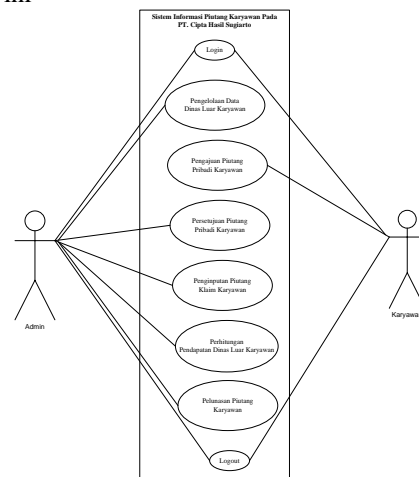 Sistem Informasi Piutang Karyawan Pada
PT. Cipta Hasil Sugiarto
Login
Pengelolaan Data
Dinas Luar Karyawan
Pengajuan Piutang
Pribadi Karyawan
Persetujuan Piutang
Pribadi Karyawan
Penginputan Piutang
Klaim Karyawan
Perhitungan
Pendapatan Dinas Luar Karyawan
Pelunasan Piutang
Karyawan
Logout
Admin
Karyawa